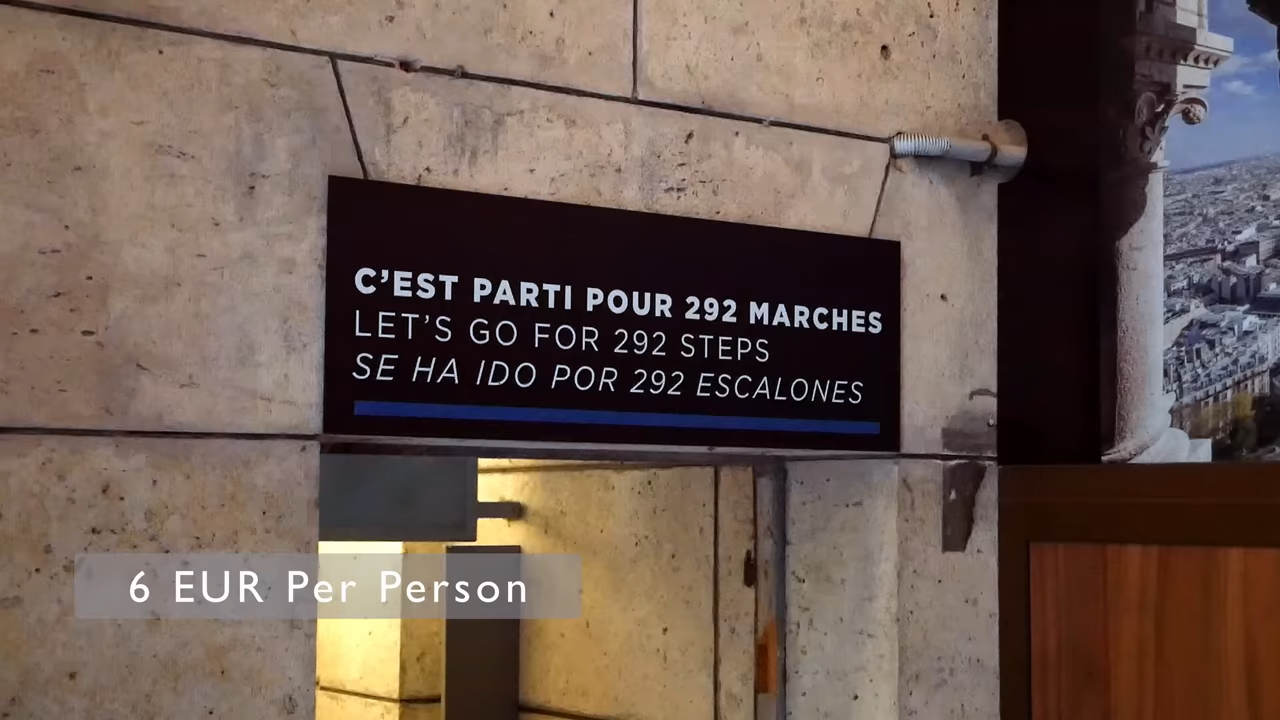 C'EST PARTI POUR 292 MARCHES
LET'S GO FOR 292 STEPS
SE HA IDO POR 292 ESCALONES
6 EUR Per Person